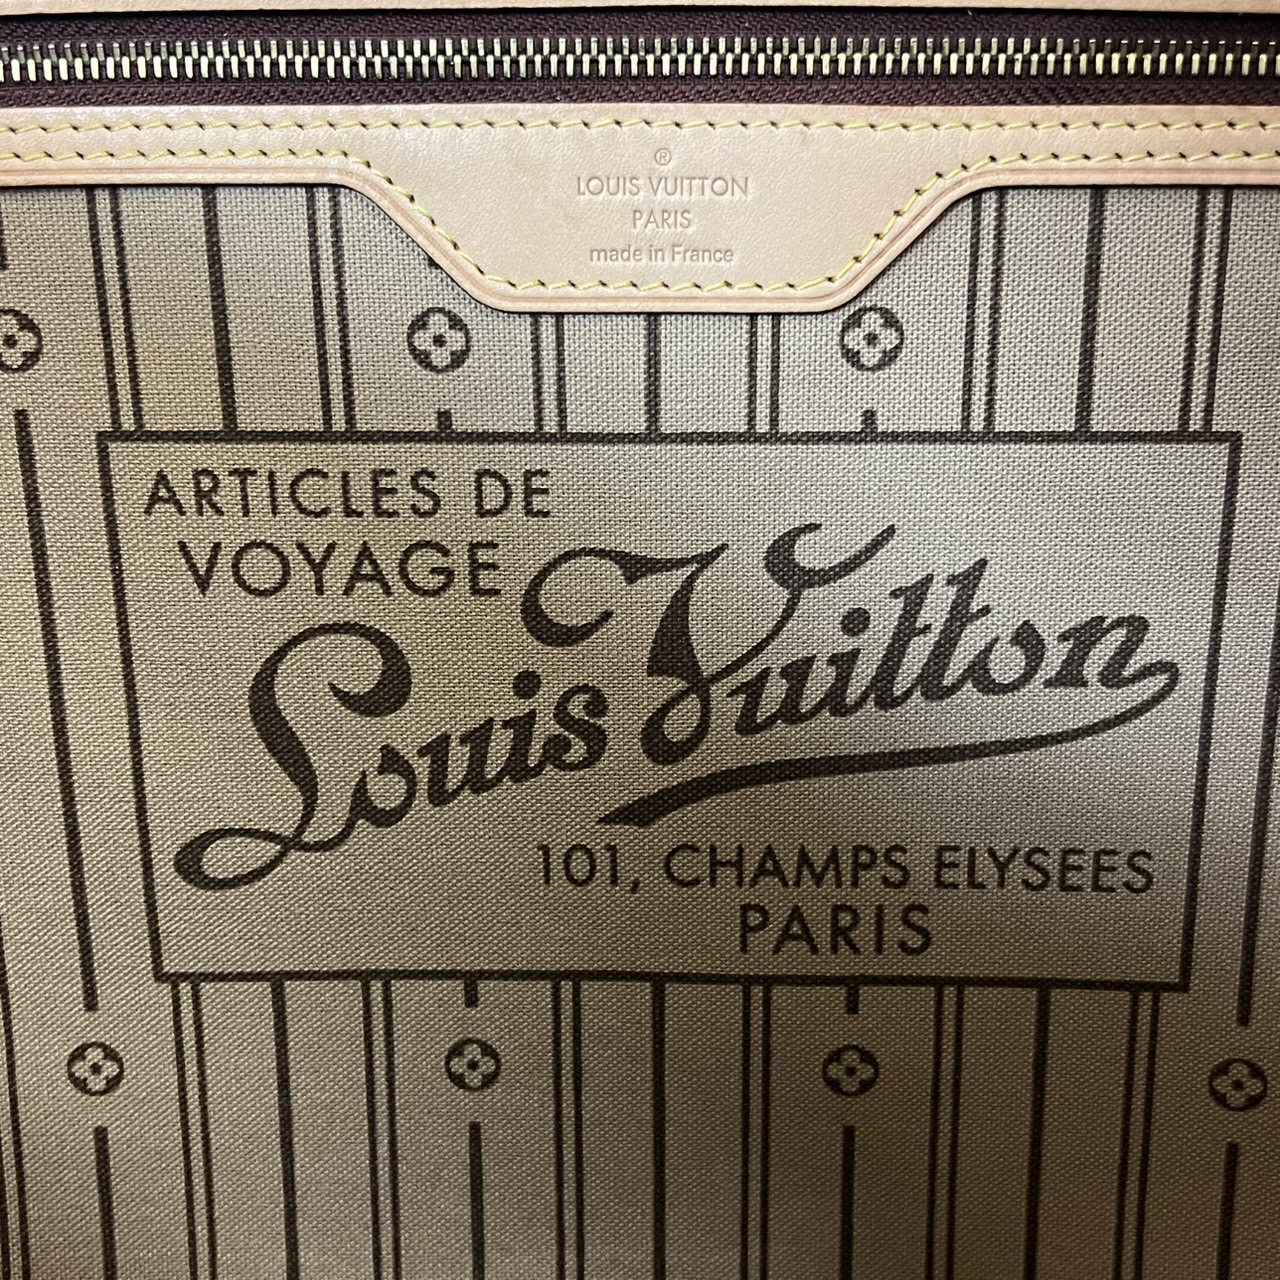 ®
LOUIS VUITTON
PARIS
made in France
ARTICLES DE
VOYAGE
Louis Vuitton
101, CHAMPS ELYSEES
PARIS